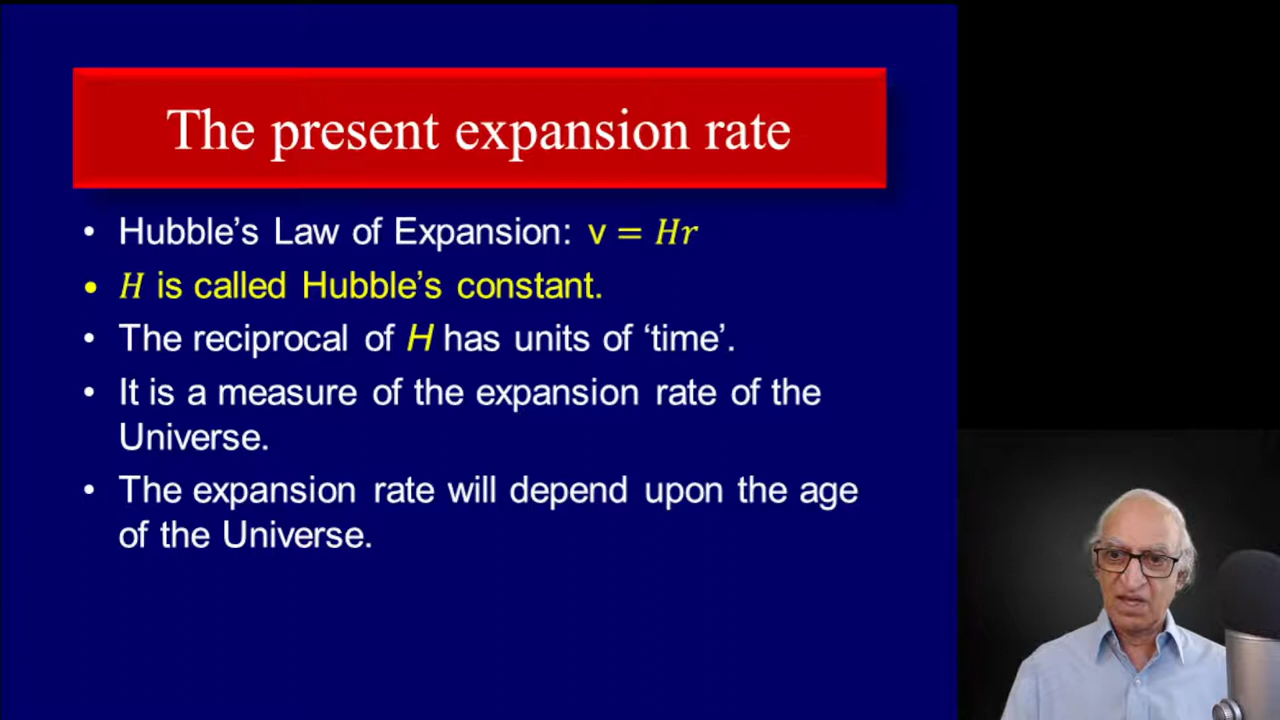 The present expansion rate
• Hubble’s Law of Expansion: v = Hr
• H is called Hubble’s constant.
• The reciprocal of H has units of ‘time’.
• It is a measure of the expansion rate of the
Universe.
• The expansion rate will depend upon the age
of the Universe.